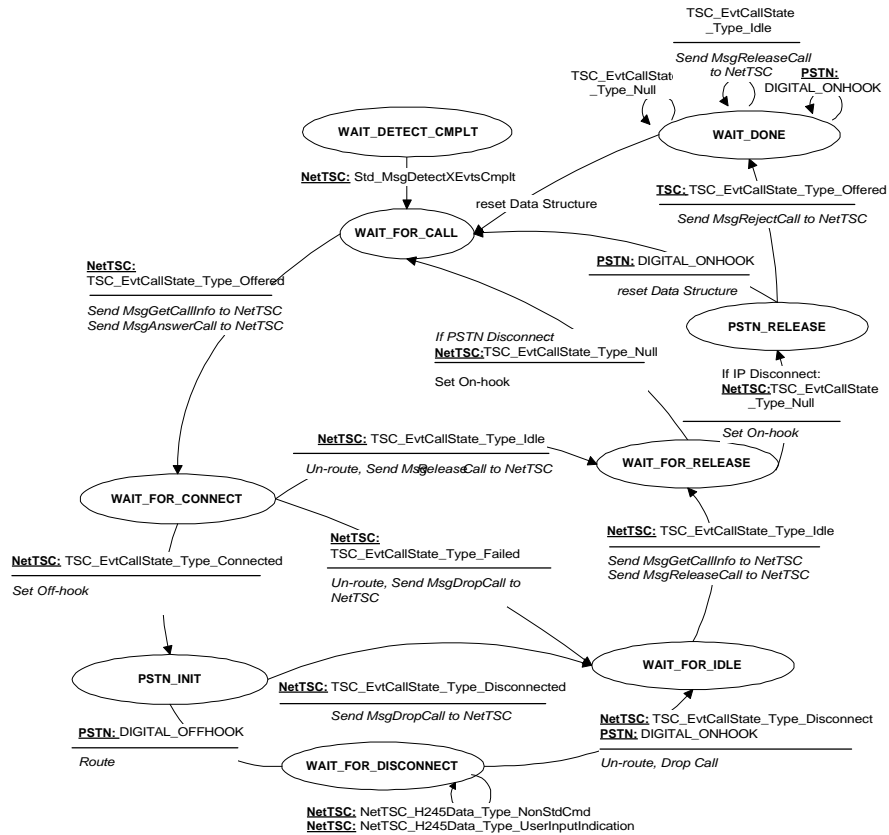 TSC_EvtCallState
_Type_Idle
Send MsgReleaseCall
to NetTSC
TSC_EvtCallState
_Type_Null
PSTN:
DIGITAL_ONHOOK
WAIT_DETECT_CMPLT
WAIT_DONE
NetTSC: Std_MsgDetectXEvtsCmplt
TSC: TSC_EvtCallState_Type_Offered
Send MsgRejectCall to NetTSC
reset Data Structure
WAIT_FOR_CALL
PSTN: DIGITAL_ONHOOK
reset Data Structure
NetTSC:
TSC_EvtCallState_Type_Offered
Send MsgGetCallInfo to NetTSC
Send MsgAnswerCall to NetTSC
PSTN_RELEASE
If PSTN Disconnect
NetTSC:TSC_EvtCallState_Type_Null
Set On-hook
If IP Disconnect:
NetTSC:TSC_EvtCallState
_Type_Null
Set On-hook
NetTSC: TSC_EvtCallState_Type_Idle
Un-route, Send MsgReleaseCall to NetTSC
WAIT_FOR_RELEASE
WAIT_FOR_CONNECT
NetTSC: TSC_EvtCallState_Type_Connected
Set Off-hook
NetTSC:
TSC_EvtCallState_Type_Failed
Un-route, Send MsgDropCall to
NetTSC
NetTSC: TSC_EvtCallState_Type_Idle
Send MsgGetCallInfo to NetTSC
Send MsgReleaseCall to NetTSC
WAIT_FOR_IDLE
PSTN_INIT
NetTSC: TSC_EvtCallState_Type_Disconnected
Send MsgDropCall to NetTSC
PSTN: DIGITAL_OFFHOOK
Route
NetTSC: TSC_EvtCallState_Type_Disconnect
PSTN: DIGITAL_ONHOOK
Un-route, Drop Call
WAIT_FOR_DISCONNECT
NetTSC: NetTSC_H245Data_Type_NonStdCmd
NetTSC: NetTSC_H245Data_Type_UserInputIndication